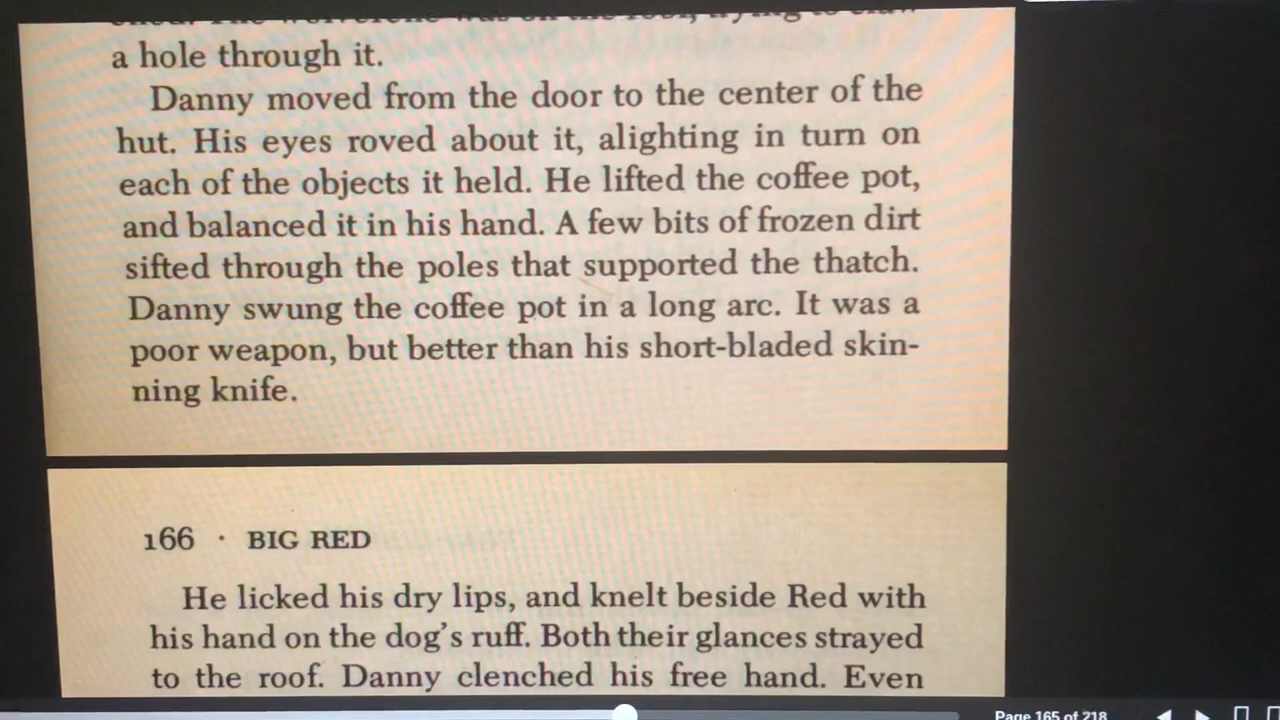 a hole through it.
Danny moved from the door to the center of the
hut. His eyes roved about it, alighting in turn on
each of the objects it held. He lifted the coffee pot,
and balanced it in his hand. A few bits of frozen dirt
sifted through the poles that supported the thatch.
Danny swung the coffee pot in a long arc. It was a
poor weapon, but better than his short-bladed skin-
ning knife.
166 · BIG RED
He licked his dry lips, and knelt beside Red with
his hand on the dog's ruff. Both their glances strayed
to the roof. Danny clenched his free hand. Even
Page 165 of 218